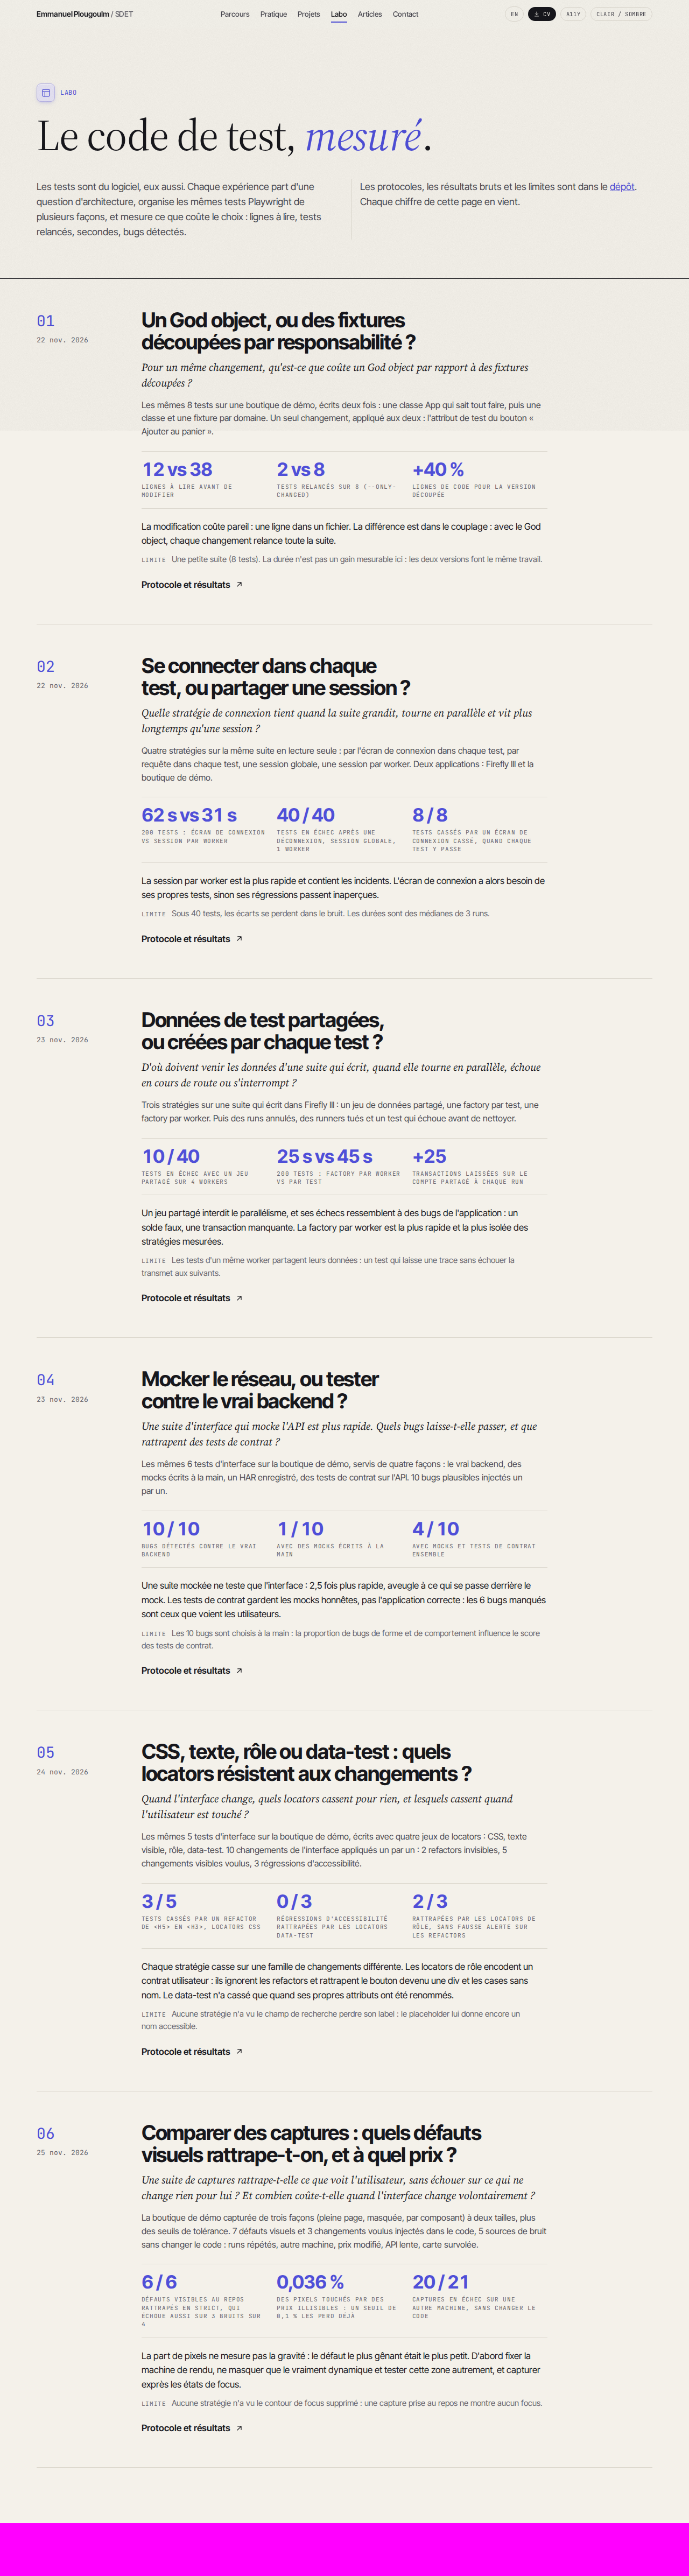 Emmanuel Plougoulm / SDET
Parcours Pratique Projets Labo Articles Contact
EN CV A11Y CLAIR / SOMBRE
LABO
Le code de test, mesuré.
Les tests sont du logiciel, eux aussi. Chaque expérience part d'une
question d'architecture, organise les mêmes tests Playwright de
plusieurs façons, et mesure ce que coûte le choix : lignes à lire, tests
relancés, secondes, bugs détectés.
Les protocoles, les résultats bruts et les limites sont dans le dépôt.
Chaque chiffre de cette page en vient.
01
22 nov. 2026
Un God object, ou des fixtures
découpées par responsabilité ?
Pour un même changement, qu'est-ce que coûte un God object par rapport à des fixtures
découpées ?
Les mêmes 8 tests sur une boutique de démo, écrits deux fois : une classe App qui sait tout faire, puis une
classe et une fixture par domaine. Un seul changement, appliqué aux deux : l'attribut de test du bouton «
Ajouter au panier ».
12 vs 38
LIGNES À LIRE AVANT DE
MODIFIER
2 vs 8
TESTS RELANCÉS SUR 8 (--ONLY-
CHANGED)
+40 %
LIGNES DE CODE POUR LA VERSION
DÉCOUPÉE
La modification coûte pareil : une ligne dans un fichier. La différence est dans le couplage : avec le God
object, chaque changement relance toute la suite.
LIMITE Une petite suite (8 tests). La durée n'est pas un gain mesurable ici : les deux versions font le même travail.
Protocole et résultats
02
22 nov. 2026
Se connecter dans chaque
test, ou partager une session ?
Quelle stratégie de connexion tient quand la suite grandit, tourne en parallèle et vit plus
longtemps qu'une session ?
Quatre stratégies sur la même suite en lecture seule : par l'écran de connexion dans chaque test, par
requête dans chaque test, une session globale, une session par worker. Deux applications : Firefly III et la
boutique de démo.
62 s vs 31 s
200 TESTS : ÉCRAN DE CONNEXION
VS SESSION PAR WORKER
40 / 40
TESTS EN ÉCHEC APRÈS UNE
DÉCONNEXION, SESSION GLOBALE,
1 WORKER
8 / 8
TESTS CASSÉS PAR UN ÉCRAN DE
CONNEXION CASSÉ, QUAND CHAQUE
TEST Y PASSE
La session par worker est la plus rapide et contient les incidents. L'écran de connexion a alors besoin de
ses propres tests, sinon ses régressions passent inaperçues.
LIMITE Sous 40 tests, les écarts se perdent dans le bruit. Les durées sont des médianes de 3 runs.
Protocole et résultats
03
23 nov. 2026
Données de test partagées,
ou créées par chaque test ?
D'où doivent venir les données d'une suite qui écrit, quand elle tourne en parallèle, échoue
en cours de route ou s'interrompt ?
Trois stratégies sur une suite qui écrit dans Firefly III : un jeu de données partagé, une factory par test, une
factory par worker. Puis des runs annulés, des runners tués et un test qui échoue avant de nettoyer.
10 / 40
TESTS EN ÉCHEC AVEC UN JEU
PARTAGÉ SUR 4 WORKERS
25 s vs 45 s
200 TESTS : FACTORY PAR WORKER
VS PAR TEST
+25
TRANSACTIONS LAISSÉES SUR LE
COMPTE PARTAGÉ À CHAQUE RUN
Un jeu partagé interdit le parallélisme, et ses échecs ressemblent à des bugs de l'application : un
solde faux, une transaction manquante. La factory par worker est la plus rapide et la plus isolée des
stratégies mesurées.
LIMITE Les tests d'un même worker partagent leurs données : un test qui laisse une trace sans échouer la
transmet aux suivants.
Protocole et résultats
04
23 nov. 2026
Mocker le réseau, ou tester
contre le vrai backend ?
Une suite d'interface qui mocke l'API est plus rapide. Quels bugs laisse-t-elle passer, et que
rattrapent des tests de contrat ?
Les mêmes 6 tests d'interface sur la boutique de démo, servis de quatre façons : le vrai backend, des
mocks écrits à la main, un HAR enregistré, des tests de contrat sur l'API. 10 bugs plausibles injectés un
par un.
10 / 10
BUGS DÉTECTÉS CONTRE LE VRAI
BACKEND
1 / 10
AVEC DES MOCKS ÉCRITS À LA
MAIN
4 / 10
AVEC MOCKS ET TESTS DE CONTRAT
ENSEMBLE
Une suite mockée ne teste que l'interface : 2,5 fois plus rapide, aveugle à ce qui se passe derrière le
mock. Les tests de contrat gardent les mocks honnêtes, pas l'application correcte : les 6 bugs manqués
sont ceux que voient les utilisateurs.
LIMITE Les 10 bugs sont choisis à la main : la proportion de bugs de forme et de comportement influence le score
des tests de contrat.
Protocole et résultats
05
24 nov. 2026
CSS, texte, rôle ou data-test : quels
locators résistent aux changements ?
Quand l'interface change, quels locators cassent pour rien, et lesquels cassent quand
l'utilisateur est touché ?
Les mêmes 5 tests d'interface sur la boutique de démo, écrits avec quatre jeux de locators : CSS, texte
visible, rôle, data-test. 10 changements de l'interface appliqués un par un : 2 refactors invisibles, 5
changements visibles voulus, 3 régressions d'accessibilité.
3 / 5
TESTS CASSÉS PAR UN REFACTOR
DE <H5> EN <H3>, LOCATORS CSS
0 / 3
RÉGRESSIONS D'ACCESSIBILITÉ
RATTRAPÉES PAR LES LOCATORS
DATA-TEST
2 / 3
RATTRAPÉES PAR LES LOCATORS DE
RÔLE, SANS FAUSSE ALERTE SUR
LES REFACTORS
Chaque stratégie casse sur une famille de changements différente. Les locators de rôle encodent un
contrat utilisateur : ils ignorent les refactors et rattrapent le bouton devenu une div et les cases sans
nom. Le data-test n'a cassé que quand ses propres attributs ont été renommés.
LIMITE Aucune stratégie n'a vu le champ de recherche perdre son label : le placeholder lui donne encore un
nom accessible.
Protocole et résultats
06
25 nov. 2026
Comparer des captures : quels défauts
visuels rattrape-t-on, et à quel prix ?
Une suite de captures rattrape-t-elle ce que voit l'utilisateur, sans échouer sur ce qui ne
change rien pour lui ? Et combien coûte-t-elle quand l'interface change volontairement ?
La boutique de démo capturée de trois façons (pleine page, masquée, par composant) à deux tailles, plus
des seuils de tolérance. 7 défauts visuels et 3 changements voulus injectés dans le code, 5 sources de bruit
sans changer le code : runs répétés, autre machine, prix modifié, API lente, carte survolée.
6 / 6
DÉFAUTS VISIBLES AU REPOS
RATTRAPÉS EN STRICT, QUI
ÉCHOUE AUSSI SUR 3 BRUITS SUR
4
0,036 %
DES PIXELS TOUCHÉS PAR DES
PRIX ILLISIBLES : UN SEUIL DE
0,1 % LES PERD DÉJÀ
20 / 21
CAPTURES EN ÉCHEC SUR UNE
AUTRE MACHINE, SANS CHANGER LE
CODE
La part de pixels ne mesure pas la gravité : le défaut le plus gênant était le plus petit. D'abord fixer la
machine de rendu, ne masquer que le vraiment dynamique et tester cette zone autrement, et capturer
exprès les états de focus.
LIMITE Aucune stratégie n'a vu le contour de focus supprimé : une capture prise au repos ne montre aucun focus.
Protocole et résultats